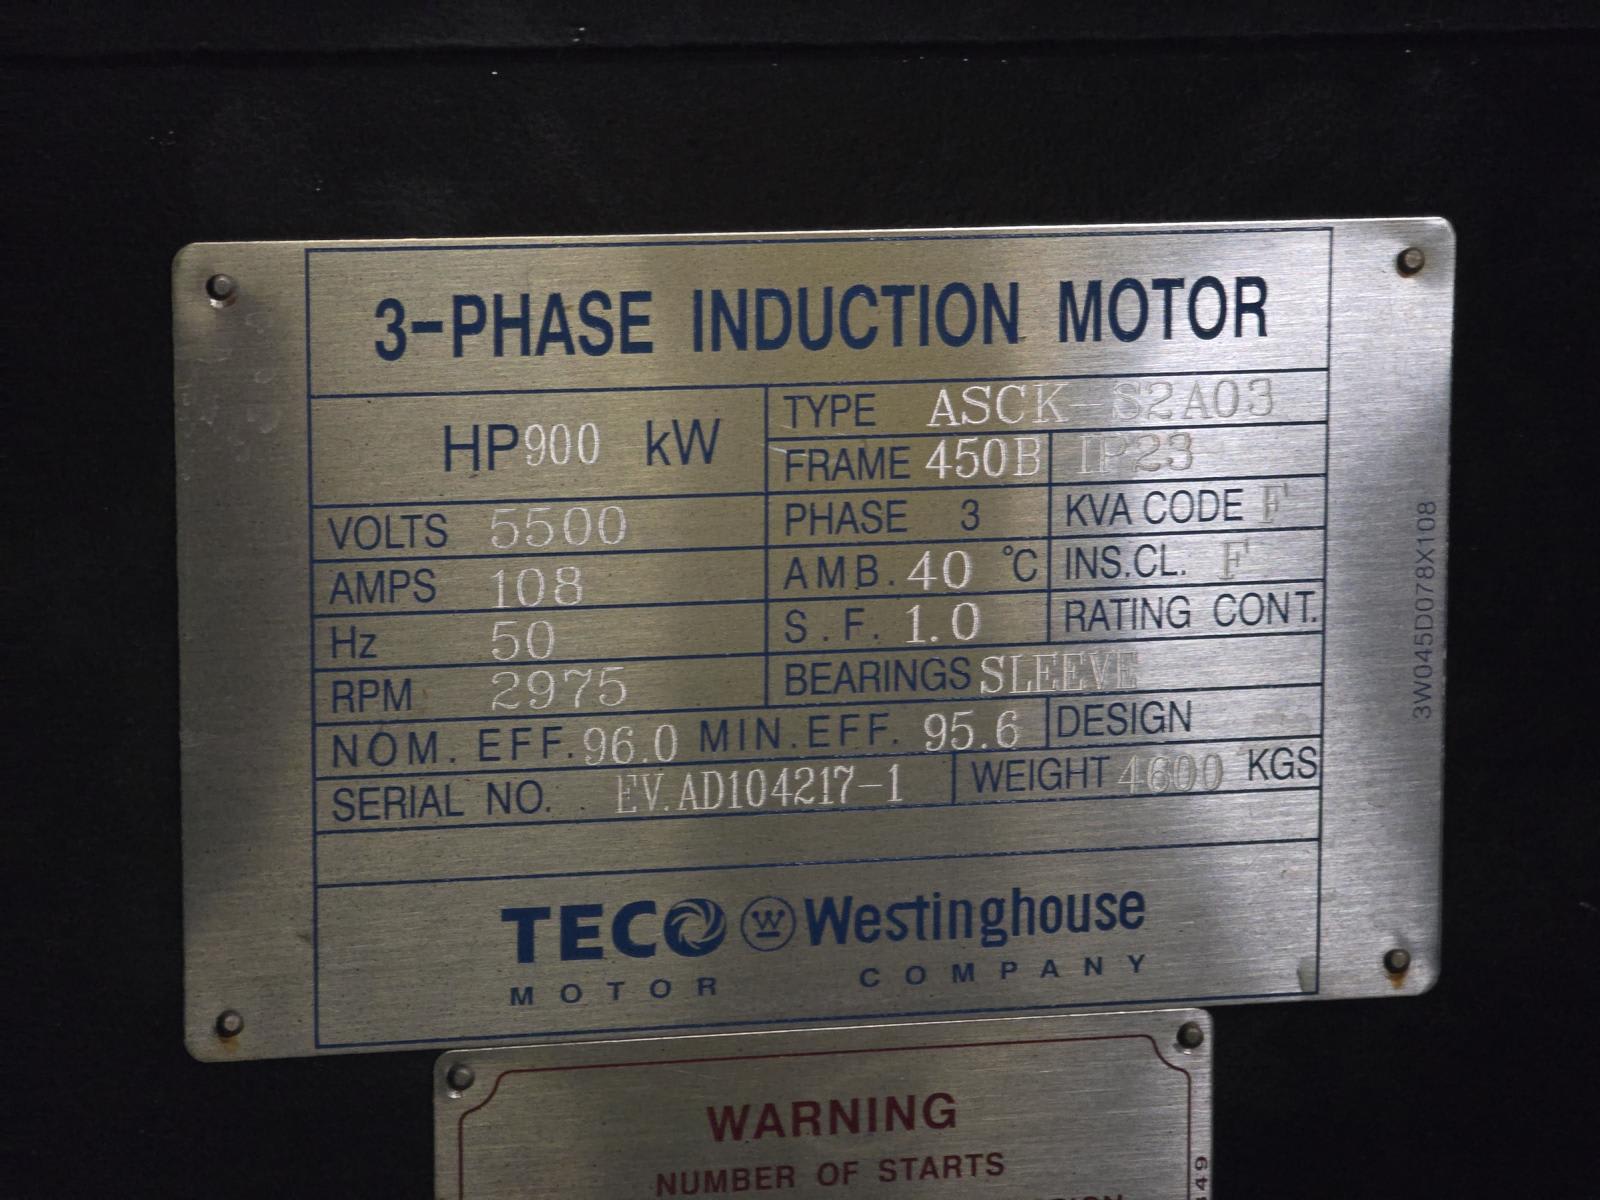 3-PHASE INDUCTION MOTOR
HP 900 kW
TYPE ASCK-S2A03
FRAME 450B IP23
VOLTS 5500
PHASE 3
KVA CODE F
AMPS 108
AMB. 40 °C
INS.CL. F
Hz 50
S.F. 1.0
RATING CONT.
RPM 2975
BEARINGS SLEEVE
NOM. EFF. 96.0 MIN. EFF. 95.6 DESIGN
SERIAL NO. EV.AD104217-1 WEIGHT 4600 KGS
TECO W Westinghouse
MOTOR COMPANY
3W045D078X108
WARNING
NUMBER OF STARTS